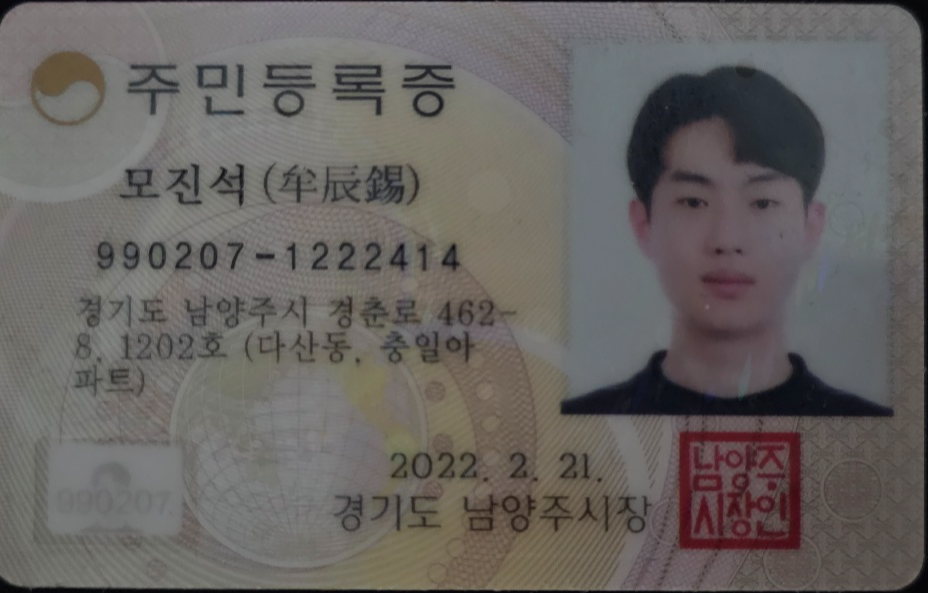 주민등록증
모진석(牟辰錫)
990207-1222414
경기도 남양주시 경춘로 462-
8, 1202호 (다산동, 충일아
파트)
990207
2022. 2. 21.
경기도 남양주시장
남양주
시장인